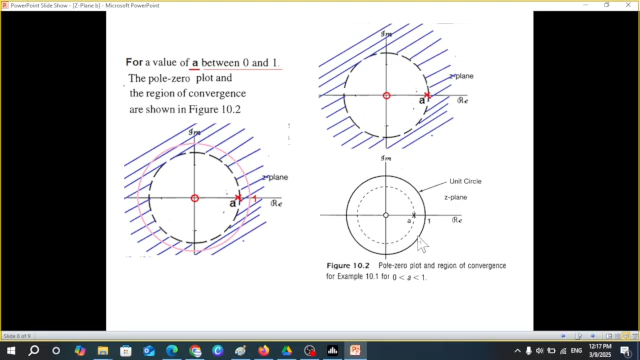 PowerPoint Slide Show - [Z-Plane b] - Microsoft PowerPoint
For a value of a between 0 and 1.
The pole-zero plot and
the region of convergence
are shown in Figure 10.2
Im
z-plane
a
1
Re
Im
z-plane
a
Re
Im
Unit Circle
z-plane
a
1
Re
Figure 10.2 Pole-zero plot and region of convergence
for Example 10.1 for 0 < a < 1.
Slide 8 of 9
ENG
12:17 PM
3/9/2025